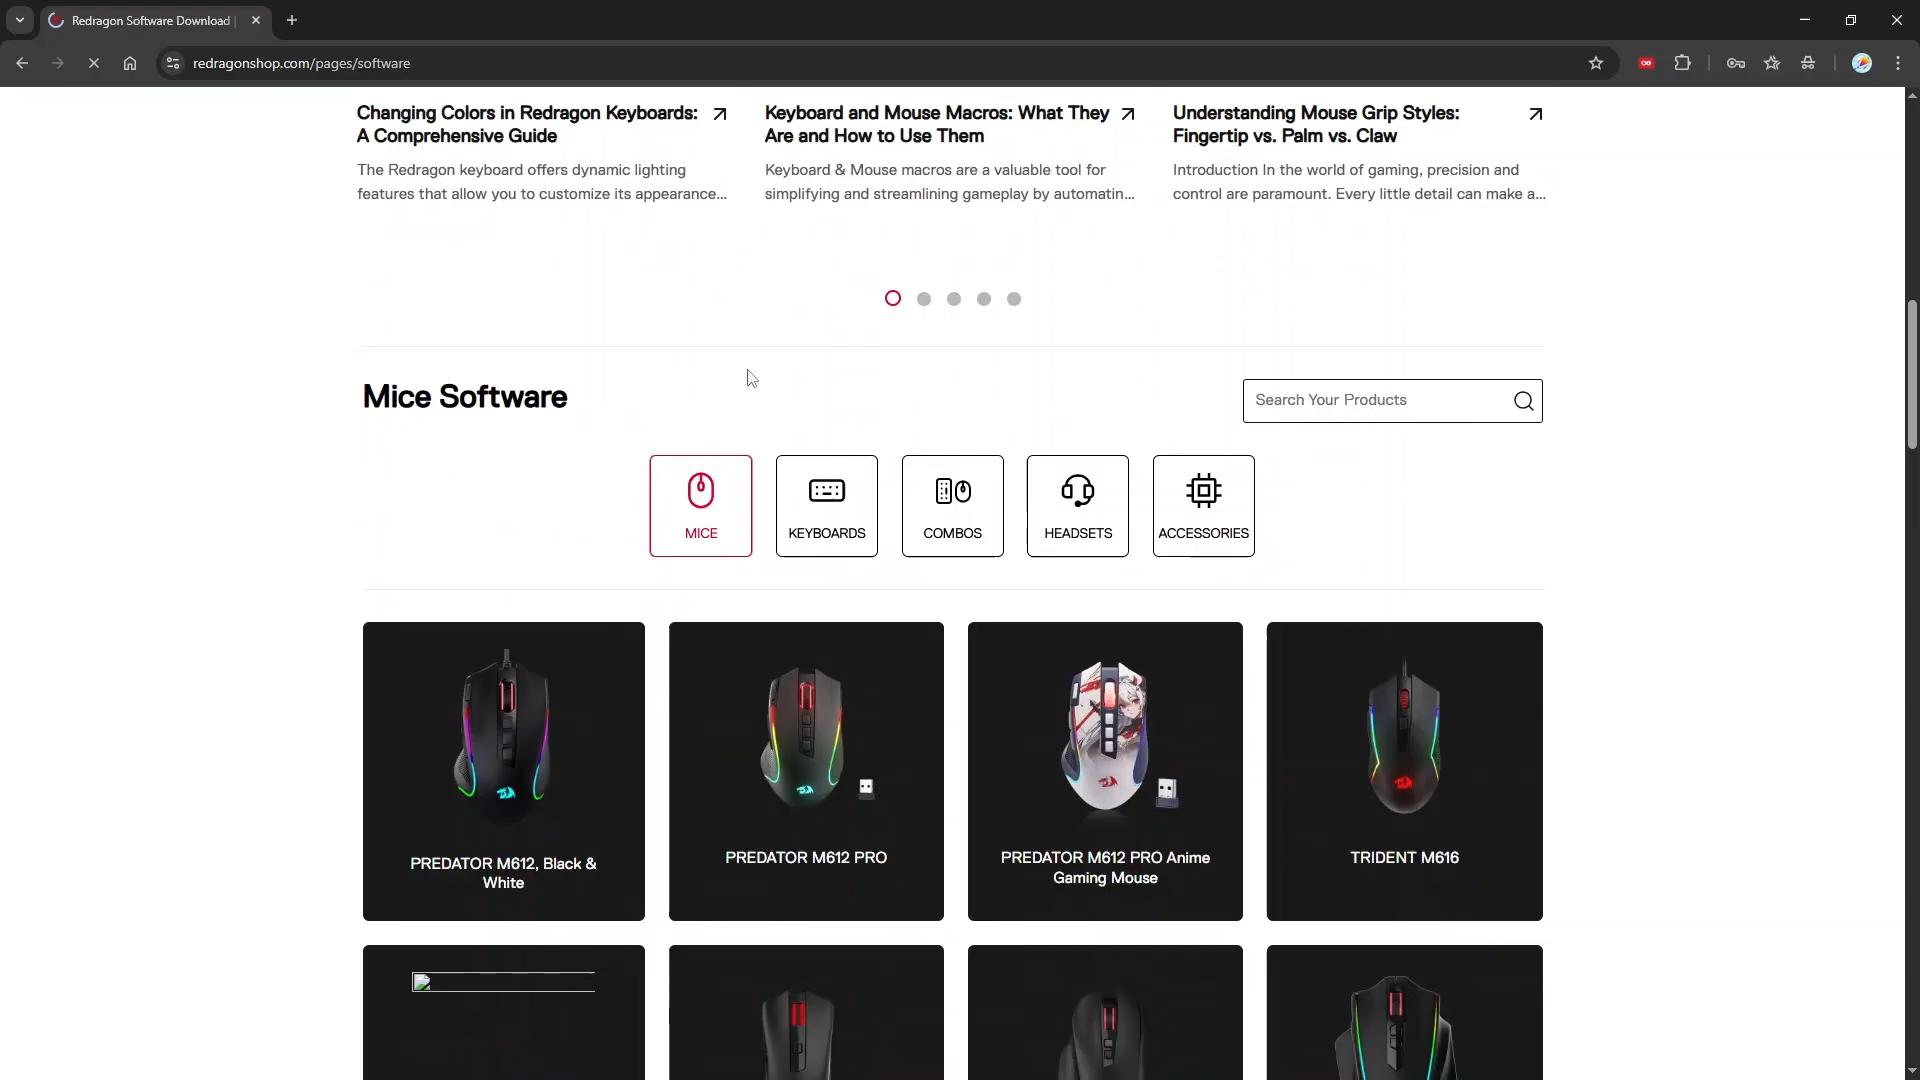 Redragon Software Download |
redragonshop.com/pages/software
Changing Colors in Redragon Keyboards:
A Comprehensive Guide
The Redragon keyboard offers dynamic lighting
features that allow you to customize its appearance...
Keyboard and Mouse Macros: What They
Are and How to Use Them
Keyboard & Mouse macros are a valuable tool for
simplifying and streamlining gameplay by automatin...
Understanding Mouse Grip Styles:
Fingertip vs. Palm vs. Claw
Introduction In the world of gaming, precision and
control are paramount. Every little detail can make a...
Mice Software
Search Your Products
MICE
KEYBOARDS
COMBOS
HEADSETS
ACCESSORIES
PREDATOR M612, Black &
White
PREDATOR M612 PRO
PREDATOR M612 PRO Anime
Gaming Mouse
TRIDENT M616